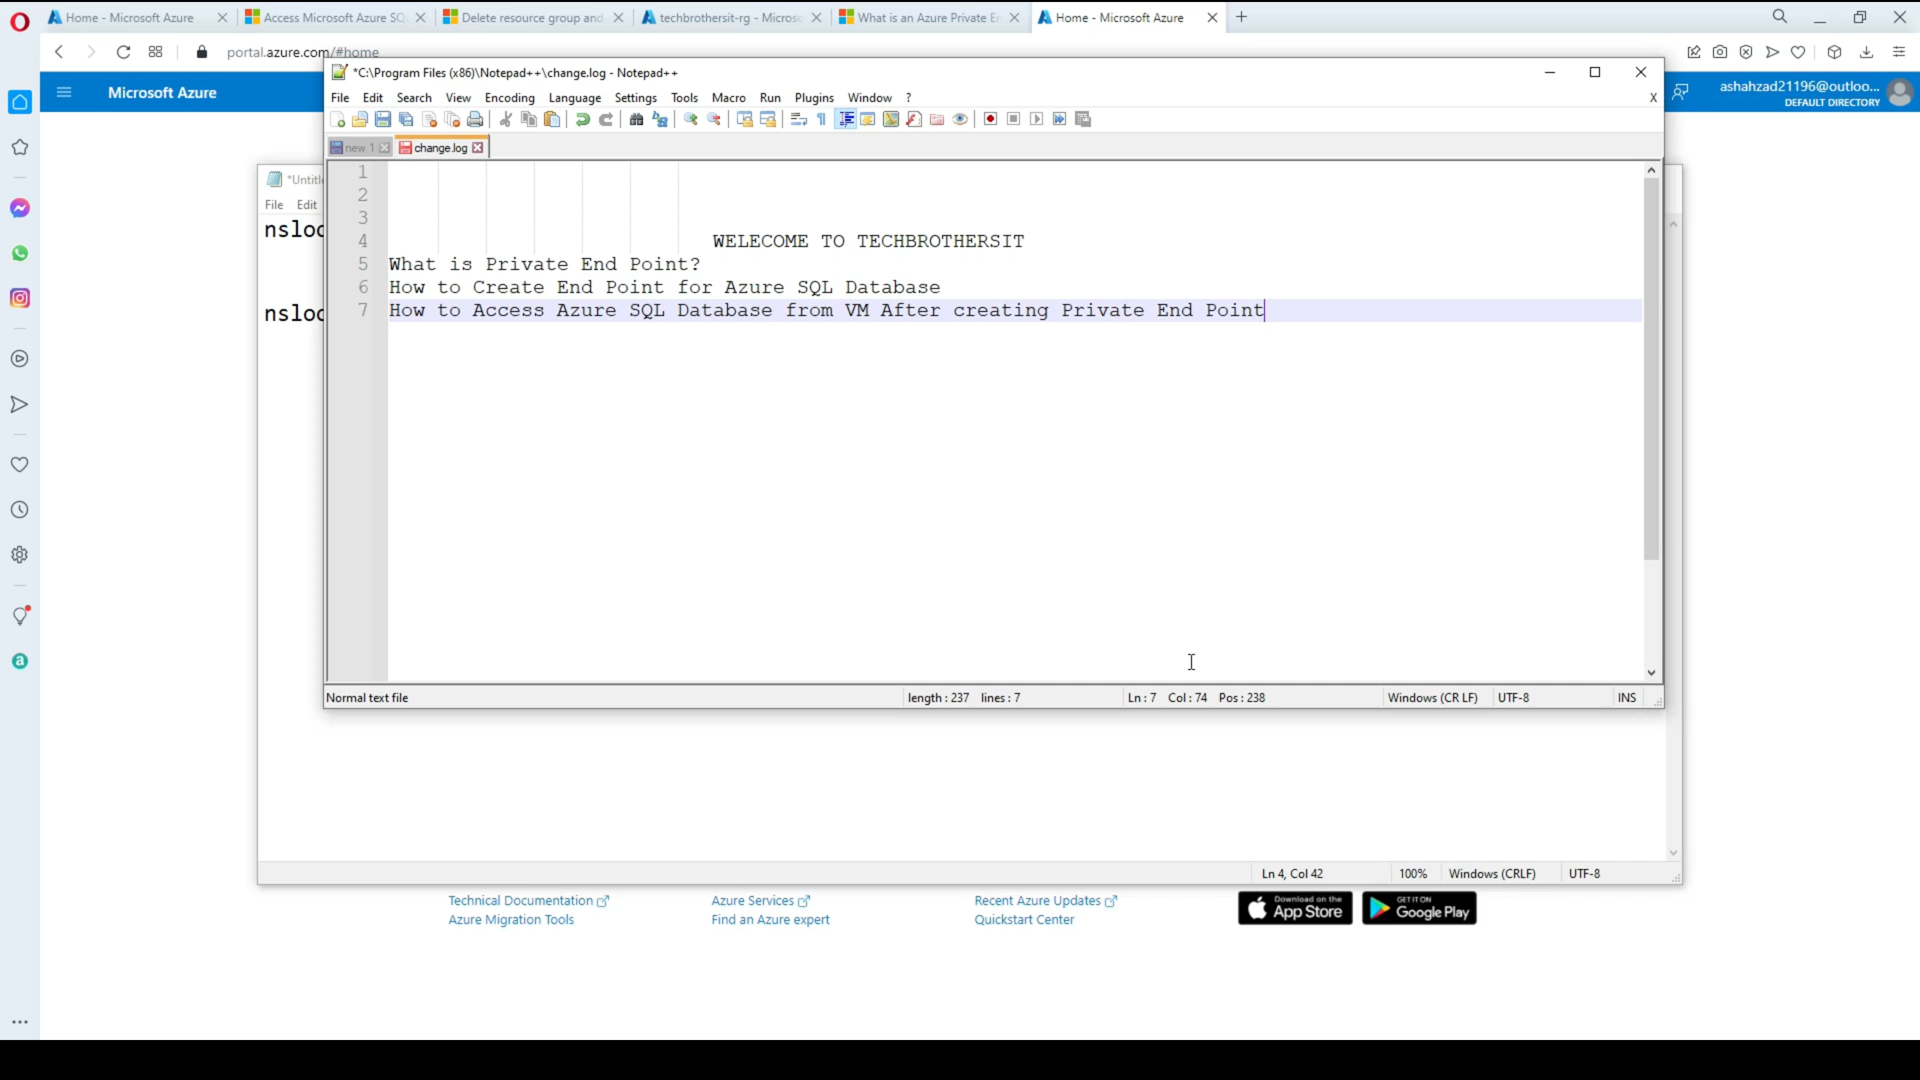 Home - Microsoft Azure
Access Microsoft Azure SQ
Delete resource group and
techbrothersit-rg - Microso
What is an Azure Private En
Home - Microsoft Azure
portal.azure.com/#home
Microsoft Azure
ashahzad21196@outloo...
DEFAULT DIRECTORY
*C:\Program Files (x86)\Notepad++\change.log - Notepad++
File Edit Search View Encoding Language Settings Tools Macro Run Plugins Window ?
X
new 1 change.log
1
2
3
4 WELECOME TO TECHBROTHERSIT
5 What is Private End Point?
6 How to Create End Point for Azure SQL Database
7 How to Access Azure SQL Database from VM After creating Private End Point
Normal text file length : 237 lines : 7 Ln : 7 Col : 74 Pos : 238 Windows (CR LF) UTF-8 INS
*Untitl
File Edit
nsloo
nsloo
Ln 4, Col 42 100% Windows (CRLF) UTF-8
Technical Documentation Azure Services Recent Azure Updates
Azure Migration Tools Find an Azure expert Quickstart Center
Download on the App Store
GET IT ON Google Play